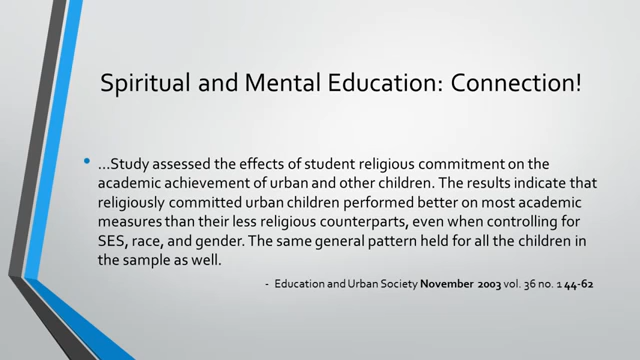 Spiritual and Mental Education: Connection!
• ...Study assessed the effects of student religious commitment on the
academic achievement of urban and other children. The results indicate that
religiously committed urban children performed better on most academic
measures than their less religious counterparts, even when controlling for
SES, race, and gender. The same general pattern held for all the children in
the sample as well.
- Education and Urban Society November 2003 vol. 36 no. 1 44-62